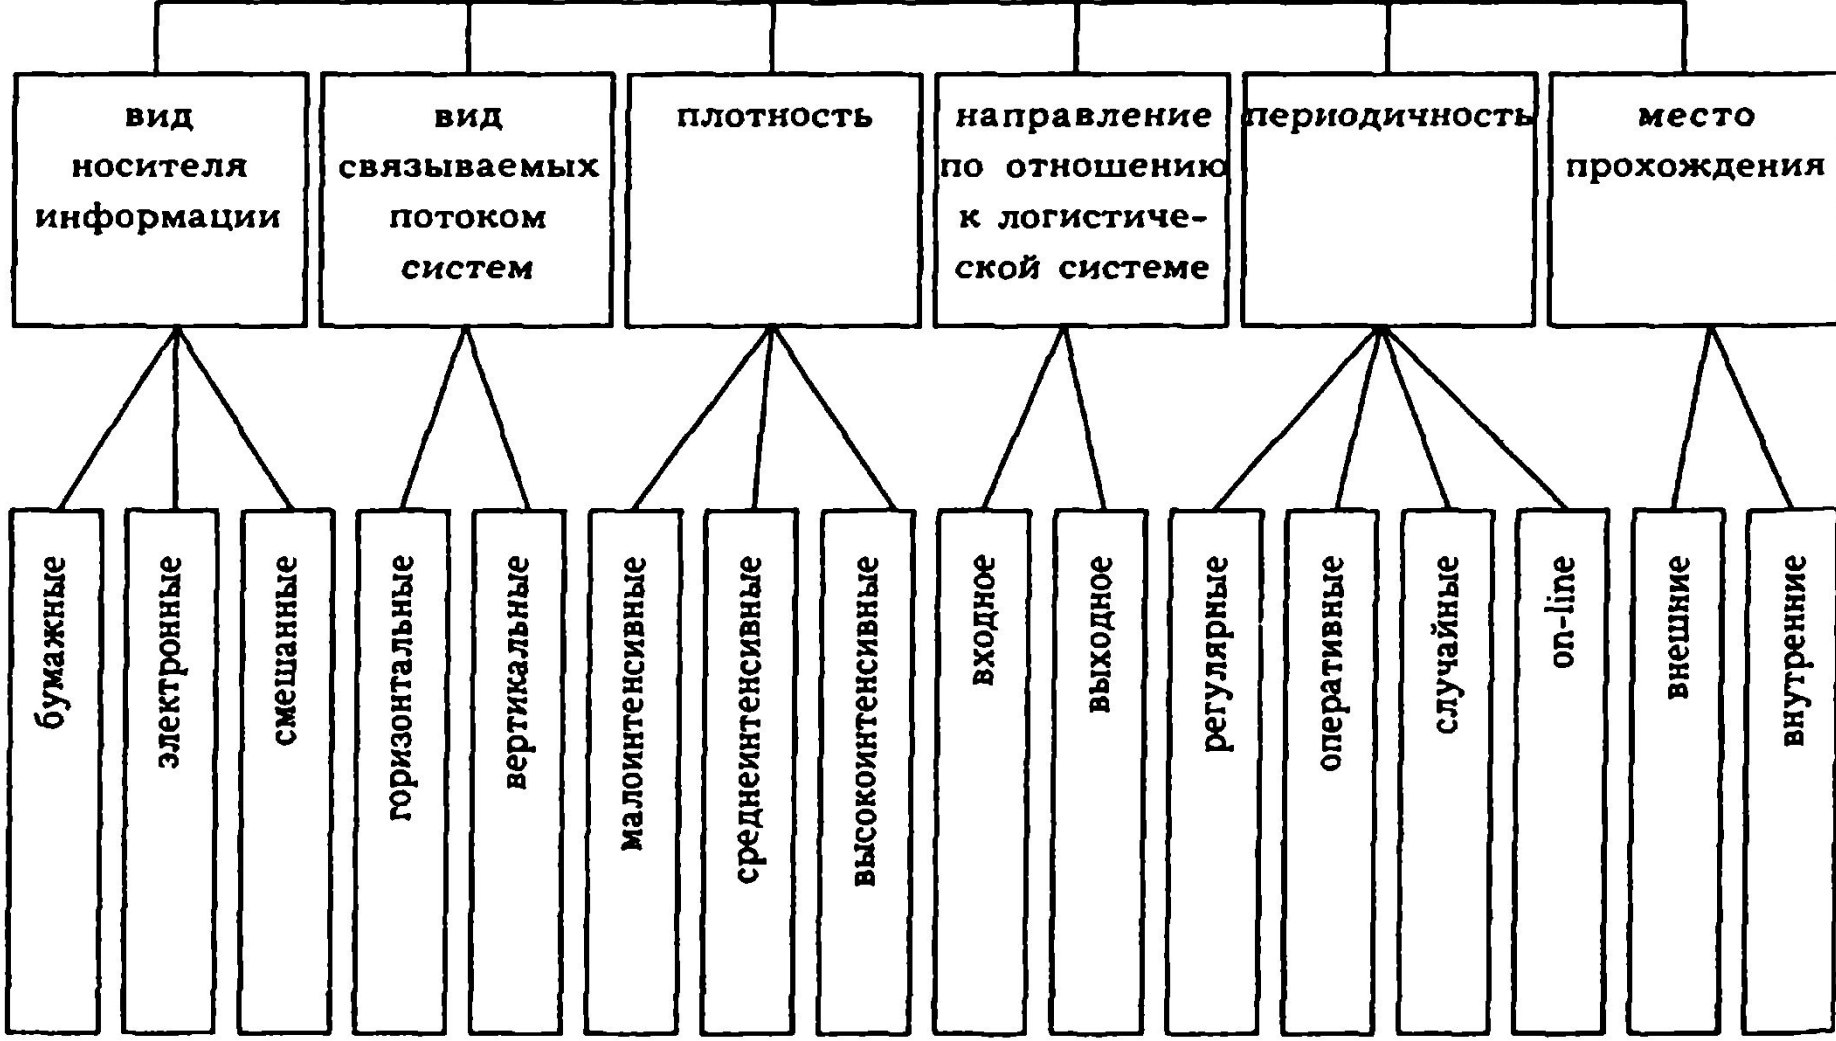 вид
носителя
информации
вид
связываемых
потоком
систем
плотность
направление
по отношению
к логистиче-
ской системе
периодичность
место
прохождения
бумажные
электронные
смешанные
горизонтальные
вертикальные
малоинтенсивные
среднеинтенсивные
высокоинтенсивные
входное
выходное
регулярные
оперативные
случайные
on-line
внешние
внутренние